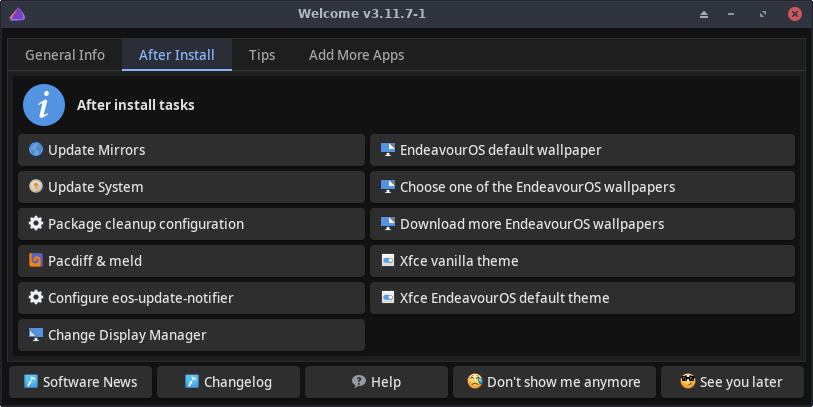 Welcome v3.11.7-1
General Info After Install Tips Add More Apps
After install tasks
Update Mirrors EndeavourOS default wallpaper
Update System Choose one of the EndeavourOS wallpapers
Package cleanup configuration Download more EndeavourOS wallpapers
Pacdiff & meld Xfce vanilla theme
Configure eos-update-notifier Xfce EndeavourOS default theme
Change Display Manager
Software News Changelog Help Don't show me anymore See you later